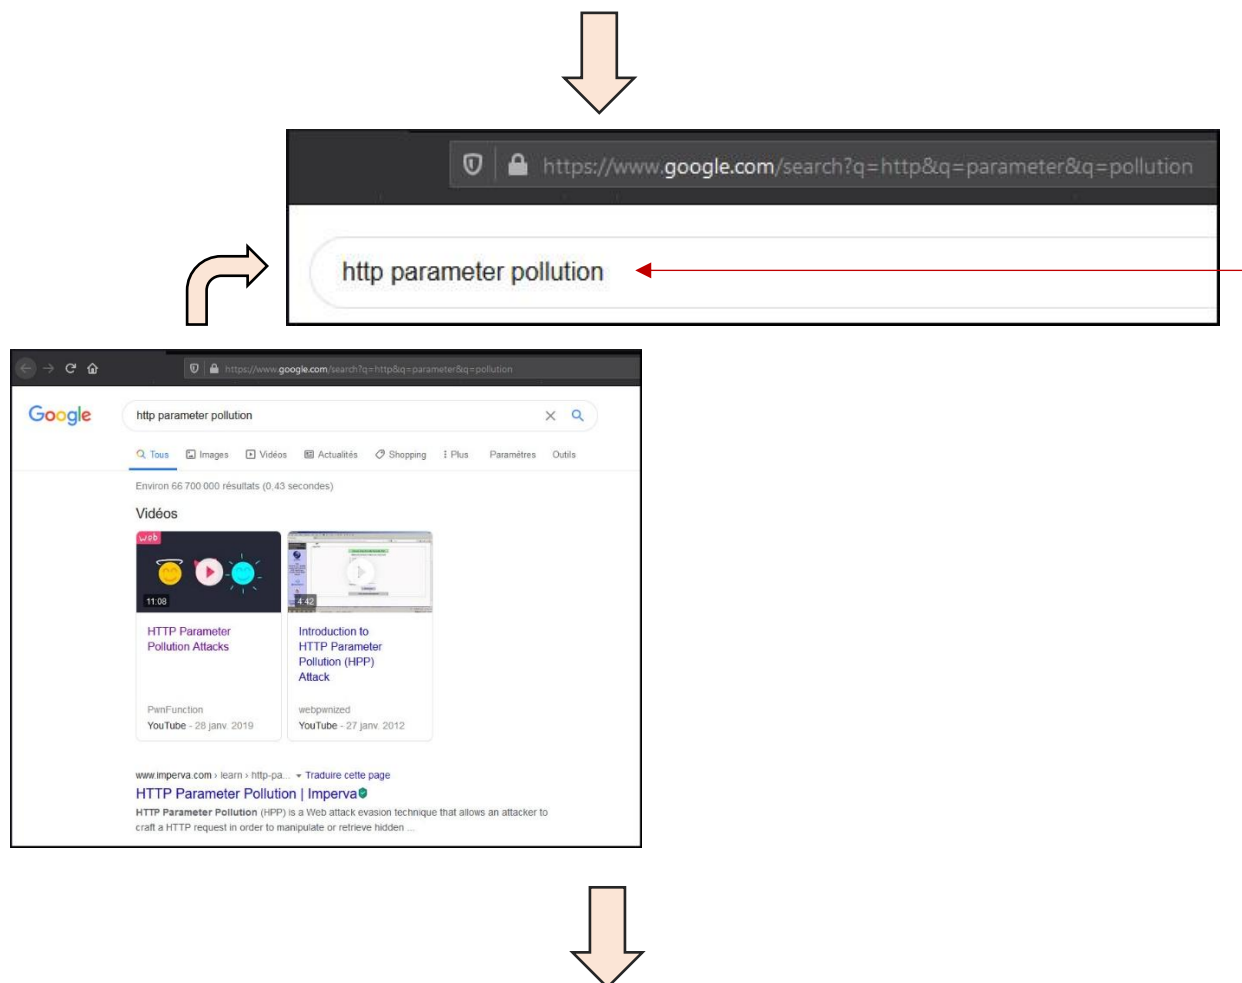 https://www.google.com/search?q=http&q=parameter&q=pollution
http parameter pollution
https://www.google.com/search?q=http&q=parameter&q=pollution
Google
http parameter pollution
Tous Images Vidéos Actualités Shopping Plus Paramètres Outils
Environ 66 700 000 résultats (0,43 secondes)
Vidéos
web
11:08
4:42
HTTP Parameter
Pollution Attacks
PwnFunction
YouTube - 28 janv. 2019
Introduction to
HTTP Parameter
Pollution (HPP)
Attack
webpwnized
YouTube - 27 janv. 2012
www.imperva.com › learn › http-pa... Traduire cette page
HTTP Parameter Pollution | Imperva
HTTP Parameter Pollution (HPP) is a Web attack evasion technique that allows an attacker to
craft a HTTP request in order to manipulate or retrieve hidden ...